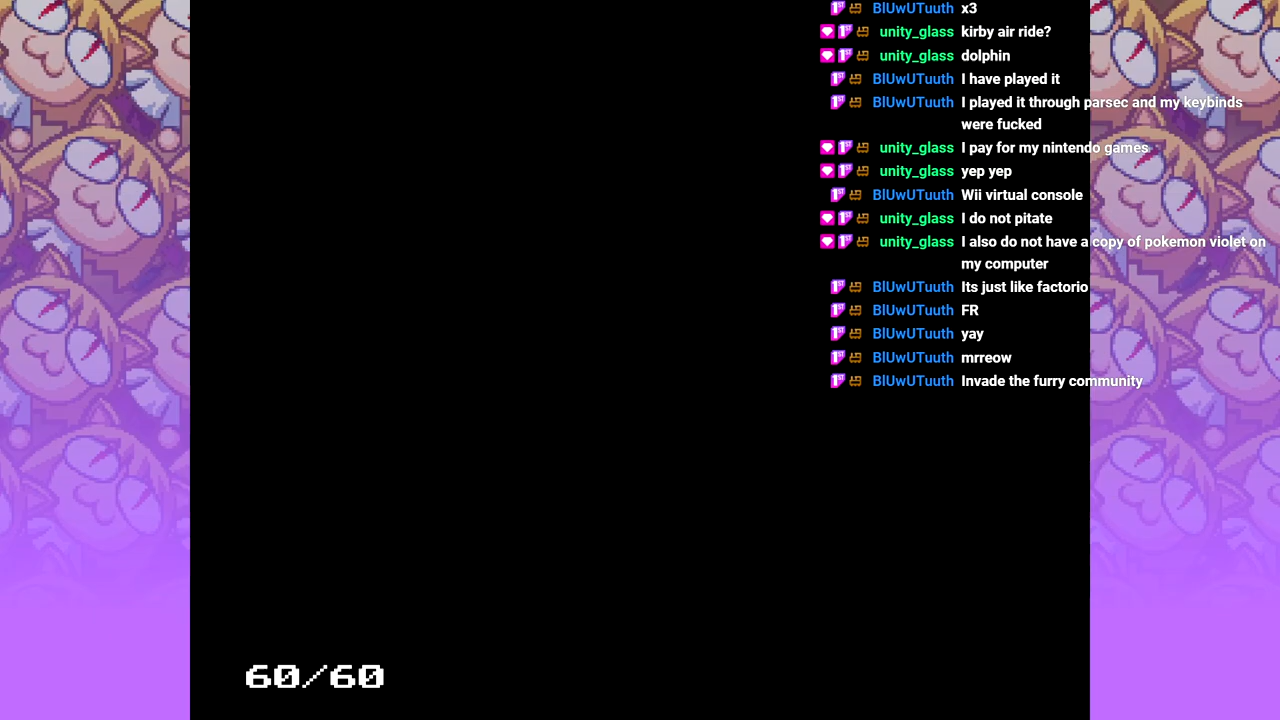 BlUwUTuuth x3
unity_glass kirby air ride?
unity_glass dolphin
BlUwUTuuth I have played it
BlUwUTuuth I played it through parsec and my keybinds
were fucked
unity_glass I pay for my nintendo games
unity_glass yep yep
BlUwUTuuth Wii virtual console
unity_glass I do not pitate
unity_glass I also do not have a copy of pokemon violet on
my computer
BlUwUTuuth Its just like factorio
BlUwUTuuth FR
BlUwUTuuth yay
BlUwUTuuth mrreow
BlUwUTuuth Invade the furry community
60/60